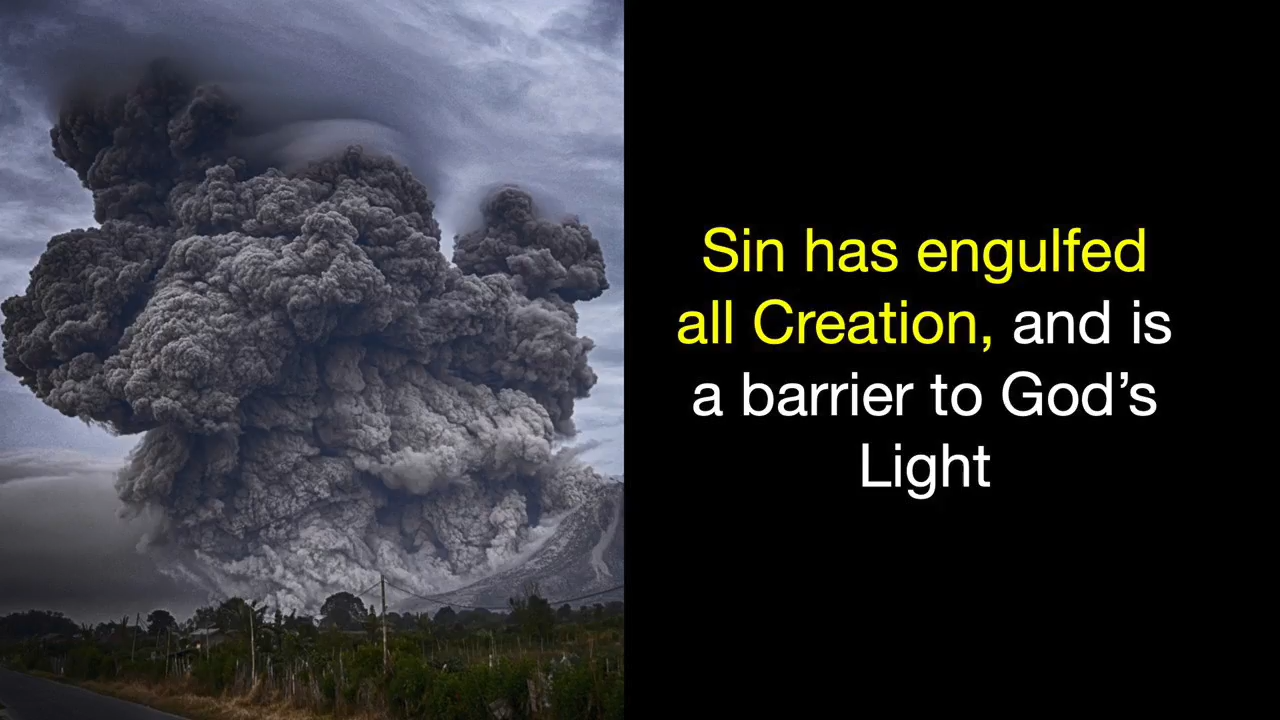 Sin has engulfed
all Creation, and is
a barrier to God’s
Light